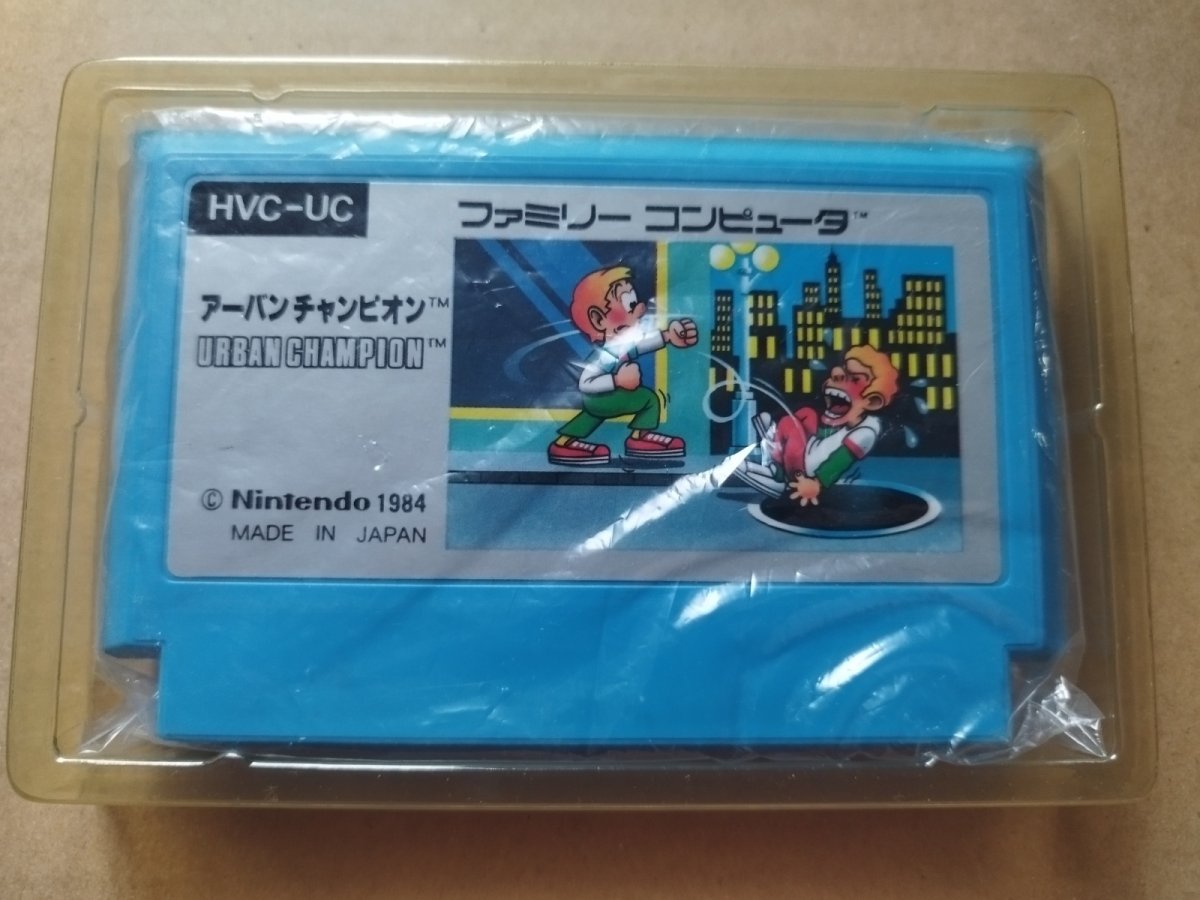 HVC-UC
ファミリー コンピュータ™
アーバンチャンピオン™
URBAN CHAMPION™
© Nintendo 1984
MADE IN JAPAN